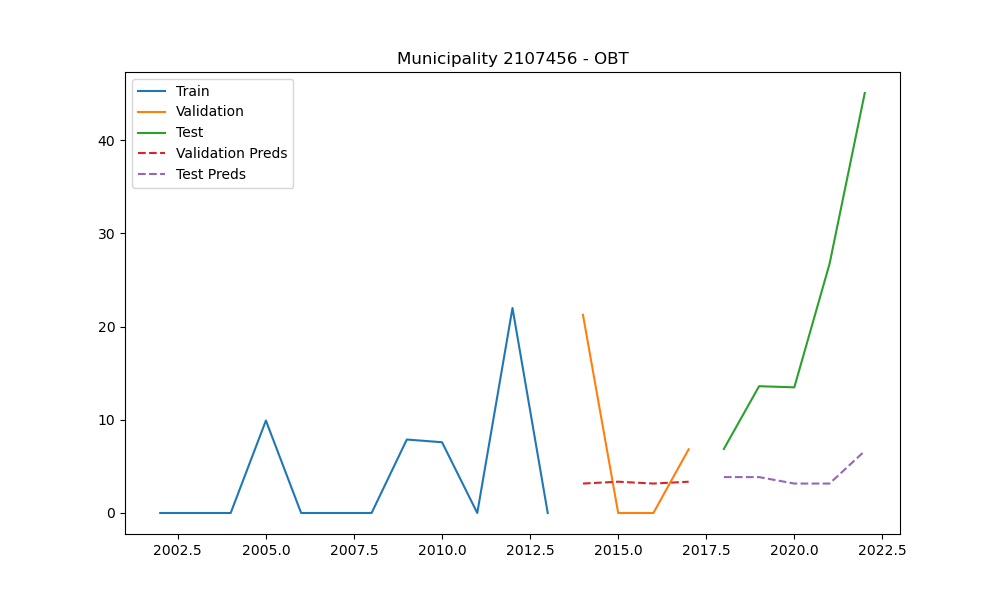 Municipality 2107456 - OBT
Train
Validation
Test
Validation Preds
Test Preds
40
30
20
10
0
2002.5 2005.0 2007.5 2010.0 2012.5 2015.0 2017.5 2020.0 2022.5